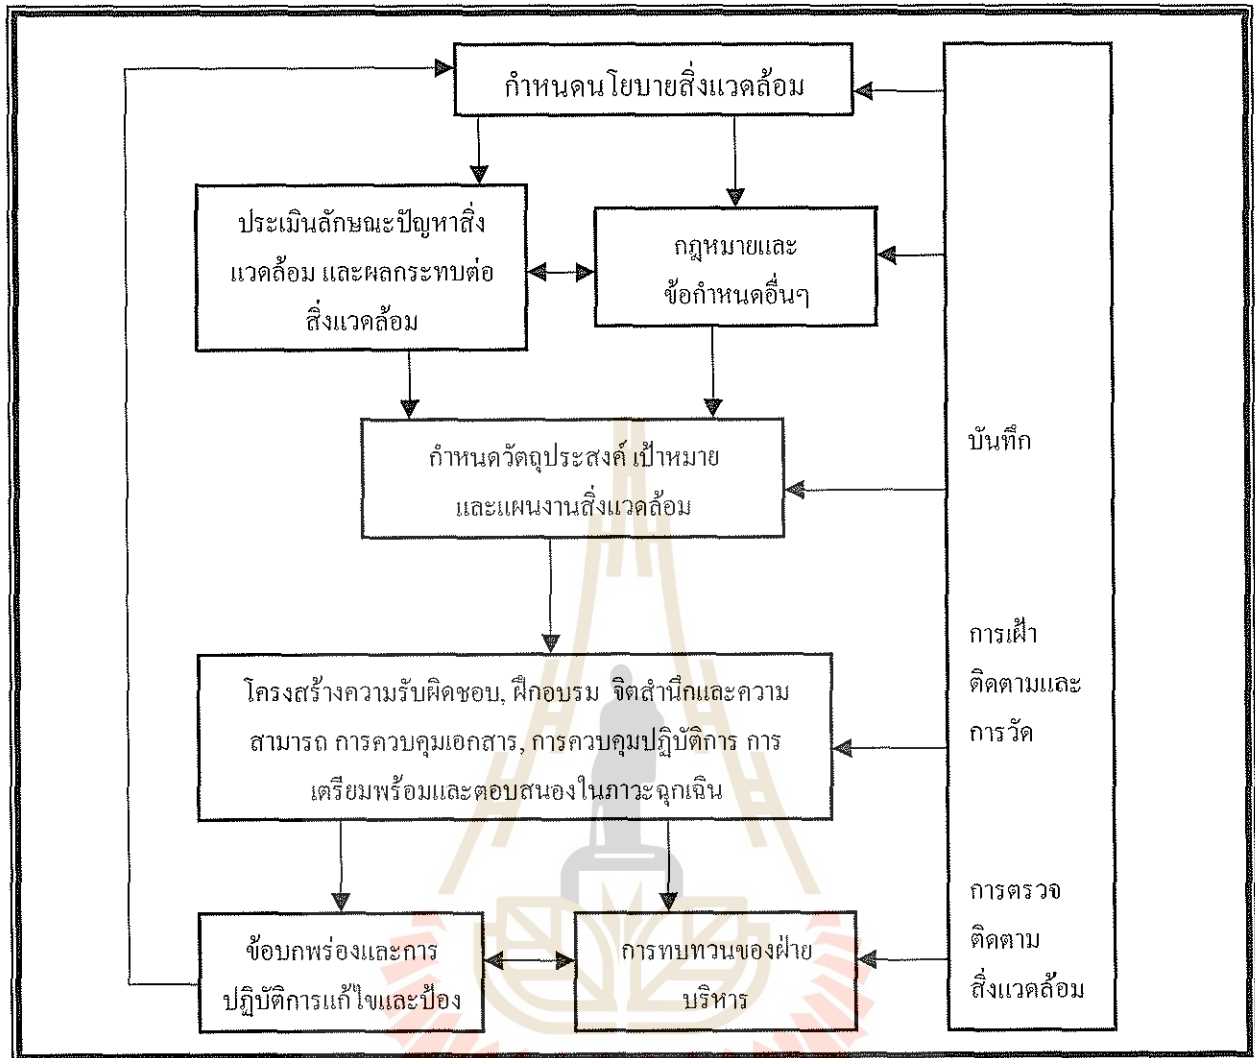 กำหนดนโยบายสิ่งแวดล้อม
ประเมินลักษณะปัญหาสิ่ง
แวดล้อม และผลกระทบต่อ
สิ่งแวดล้อม
กฎหมายและ
ข้อกำหนดอื่นๆ
กำหนดวัตถุประสงค์ เป้าหมาย
และแผนงานสิ่งแวดล้อม
โครงสร้างความรับผิดชอบ, ฝึกอบรม จิตสำนึกและความ
สามารถ การควบคุมเอกสาร, การควบคุมปฏิบัติการ การ
เตรียมพร้อมและตอบสนองในภาวะฉุกเฉิน
ข้อบกพร่องและการ
ปฏิบัติการแก้ไขและป้อง
การทบทวนของฝ่าย
บริหาร
บันทึก
การเฝ้า
ติดตามและ
การวัด
การตรวจ
ติดตาม
สิ่งแวดล้อม